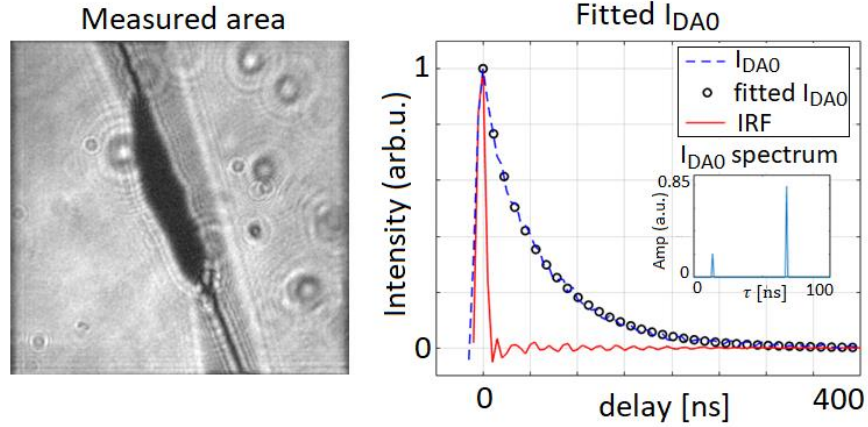 Measured area
Fitted I_DA0
Intensity (arb.u.)
1
0
I_DA0
fitted I_DA0
IRF
I_DA0 spectrum
Amp (a.u.)
0.85
0
0
100
τ [ns]
0
400
delay [ns]